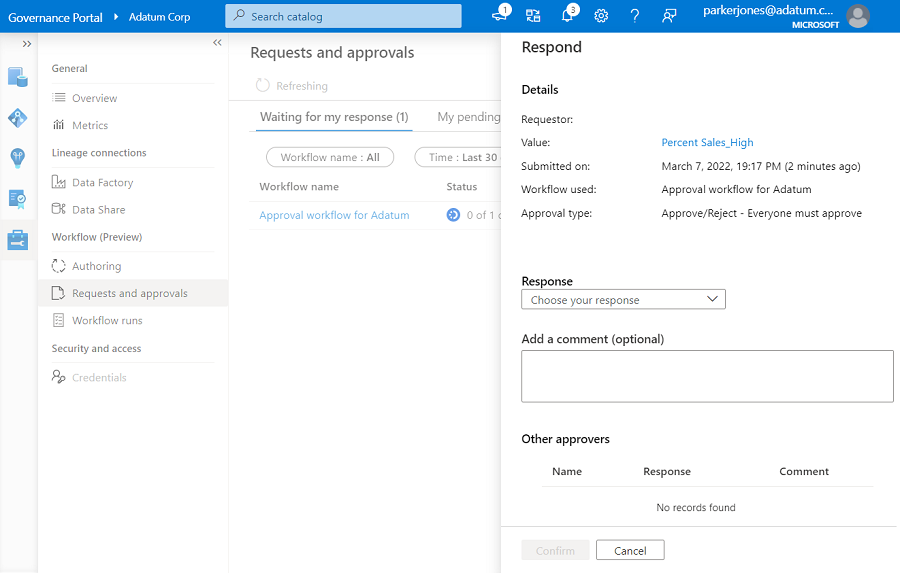 Governance Portal Adatum Corp
Search catalog
1
3
parkerjones@adatum.c...
MICROSOFT
General
Overview
Metrics
Lineage connections
Data Factory
Data Share
Workflow (Preview)
Authoring
Requests and approvals
Workflow runs
Security and access
Credentials
Requests and approvals
Refreshing
Waiting for my response (1) My pending
Workflow name : All Time : Last 30
Workflow name Status
Approval workflow for Adatum 0 of 1
Respond
Details
Requestor:
Value: Percent Sales_High
Submitted on: March 7, 2022, 19:17 PM (2 minutes ago)
Workflow used: Approval workflow for Adatum
Approval type: Approve/Reject - Everyone must approve
Response
Choose your response
Add a comment (optional)
Other approvers
Name Response Comment
No records found
Confirm Cancel